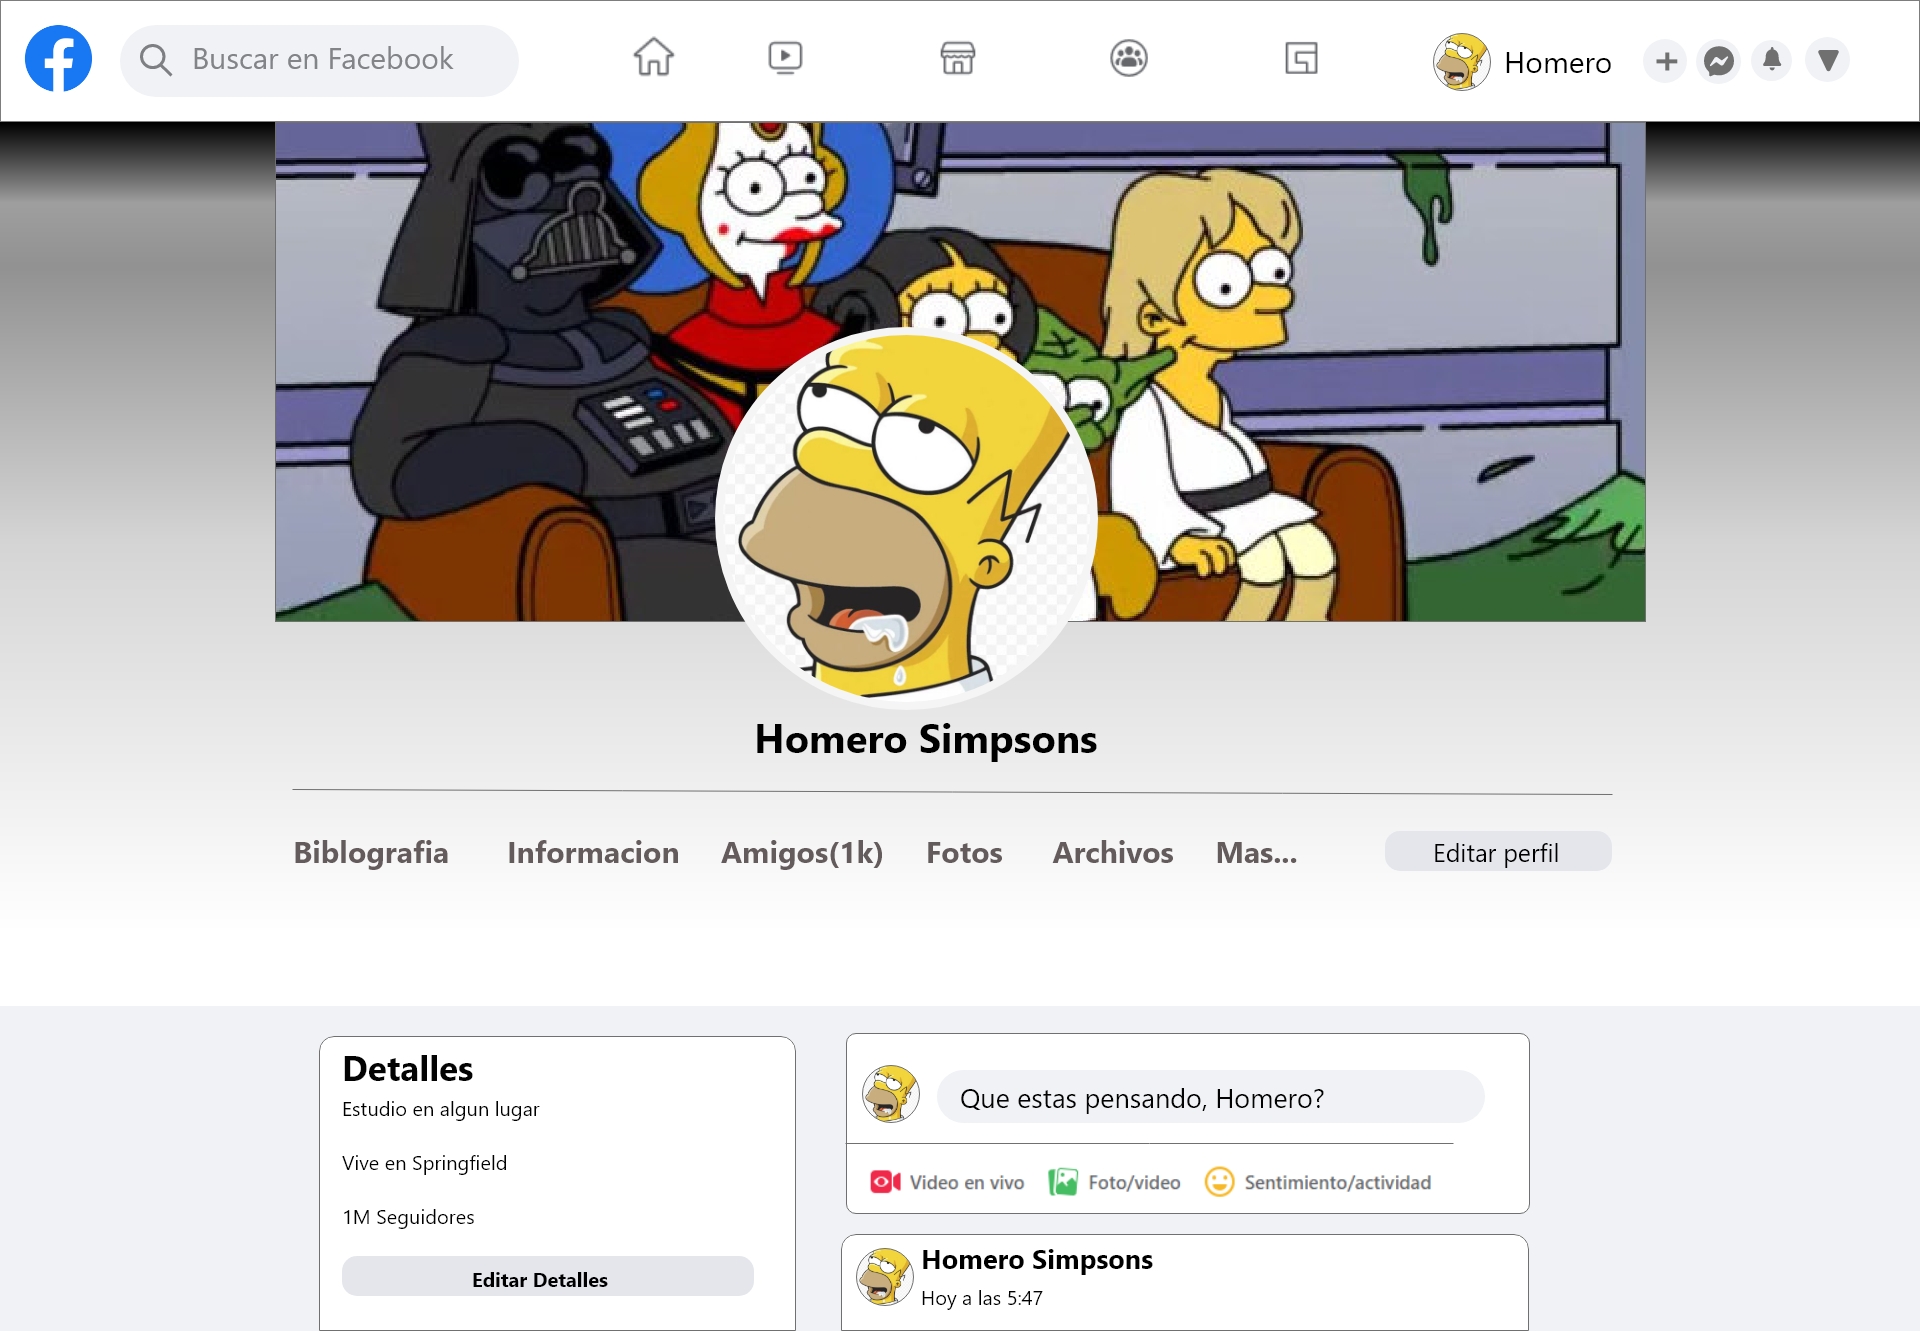 Buscar en Facebook
Homero
Homero Simpsons
Biblografia
Informacion
Amigos(1k)
Fotos
Archivos
Mas...
Editar perfil
Detalles
Estudio en algun lugar
Vive en Springfield
1M Seguidores
Editar Detalles
Que estas pensando, Homero?
Video en vivo
Foto/video
Sentimiento/actividad
Homero Simpsons
Hoy a las 5:47